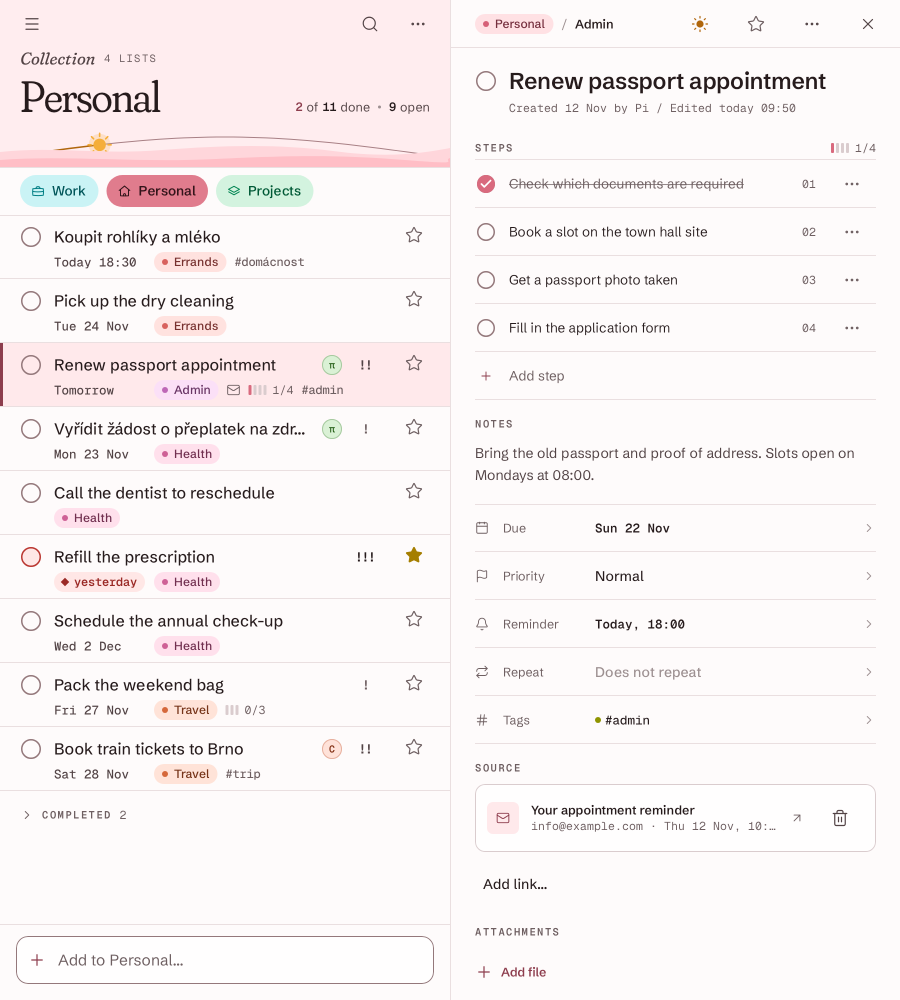 Collection 4 LISTS
Personal
2 of 11 done • 9 open
Work
Personal
Projects
Koupit rohlíky a mléko
Today 18:30 Errands #domácnost
Pick up the dry cleaning
Tue 24 Nov Errands
Renew passport appointment π !!
Tomorrow Admin 1/4 #admin
Vyřídit žádost o přeplatek na zdr… π !
Mon 23 Nov Health
Call the dentist to reschedule
Health
Refill the prescription !!!
yesterday Health
Schedule the annual check-up
Wed 2 Dec Health
Pack the weekend bag !
Fri 27 Nov Travel 0/3
Book train tickets to Brno C !!
Sat 28 Nov Travel #trip
COMPLETED 2
Add to Personal…
Personal / Admin
Renew passport appointment
Created 12 Nov by Pi / Edited today 09:50
STEPS 1/4
Check which documents are required 01
Book a slot on the town hall site 02
Get a passport photo taken 03
Fill in the application form 04
Add step
NOTES
Bring the old passport and proof of address. Slots open on
Mondays at 08:00.
Due Sun 22 Nov
Priority Normal
Reminder Today, 18:00
Repeat Does not repeat
Tags #admin
SOURCE
Your appointment reminder
info@example.com · Thu 12 Nov, 10:…
Add link…
ATTACHMENTS
Add file